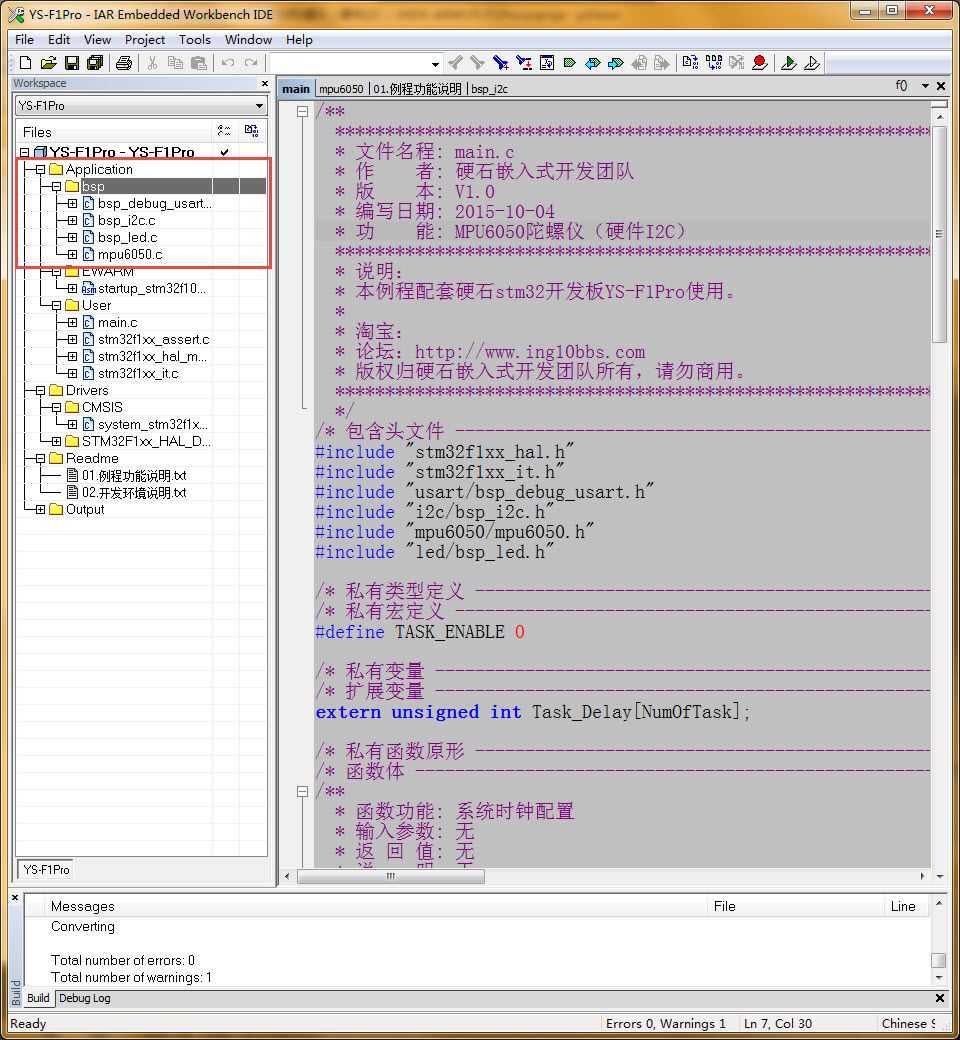 YS-F1Pro - IAR Embedded Workbench IDE
File Edit View Project Tools Window Help
Workspace
YS-F1Pro
Files
YS-F1Pro - YS-F1Pro
Application
bsp
bsp_debug_usart...
bsp_i2c.c
bsp_led.c
mpu6050.c
EWARM
startup_stm32f10...
User
main.c
stm32f1xx_assert.c
stm32f1xx_hal_m...
stm32f1xx_it.c
Drivers
CMSIS
system_stm32f1x...
STM32F1xx_HAL_D...
Readme
01.例程功能说明.txt
02.开发环境说明.txt
Output
YS-F1Pro
main mpu6050 | 01.例程功能说明 | bsp_i2c f()
/**
******************************************************************
* 文件名程: main.c
* 作    者: 硬石嵌入式开发团队
* 版    本: V1.0
* 编写日期: 2015-10-04
* 功    能: MPU6050陀螺仪（硬件I2C）
******************************************************************
* 说明：
* 本例程配套硬石stm32开发板YS-F1Pro使用。
*
* 淘宝：
* 论坛：http://www.ing10bbs.com
* 版权归硬石嵌入式开发团队所有，请勿商用。
******************************************************************
*/
/* 包含头文件 ------------------------------------------------
#include "stm32f1xx_hal.h"
#include "stm32f1xx_it.h"
#include "usart/bsp_debug_usart.h"
#include "i2c/bsp_i2c.h"
#include "mpu6050/mpu6050.h"
#include "led/bsp_led.h"
/* 私有类型定义 ----------------------------------------------
/* 私有宏定义 ------------------------------------------------
#define TASK_ENABLE 0
/* 私有变量 --------------------------------------------------
/* 扩展变量 --------------------------------------------------
extern unsigned int Task_Delay[NumOfTask];
/* 私有函数原形 ----------------------------------------------
/* 函数体 ----------------------------------------------------
/**
* 函数功能: 系统时钟配置
* 输入参数: 无
* 返 回 值: 无
Messages File Line
Converting
Total number of errors: 0
Total number of warnings: 1
Build
Build Debug Log
Ready Errors 0, Warnings 1 Ln 7, Col 30 Chinese